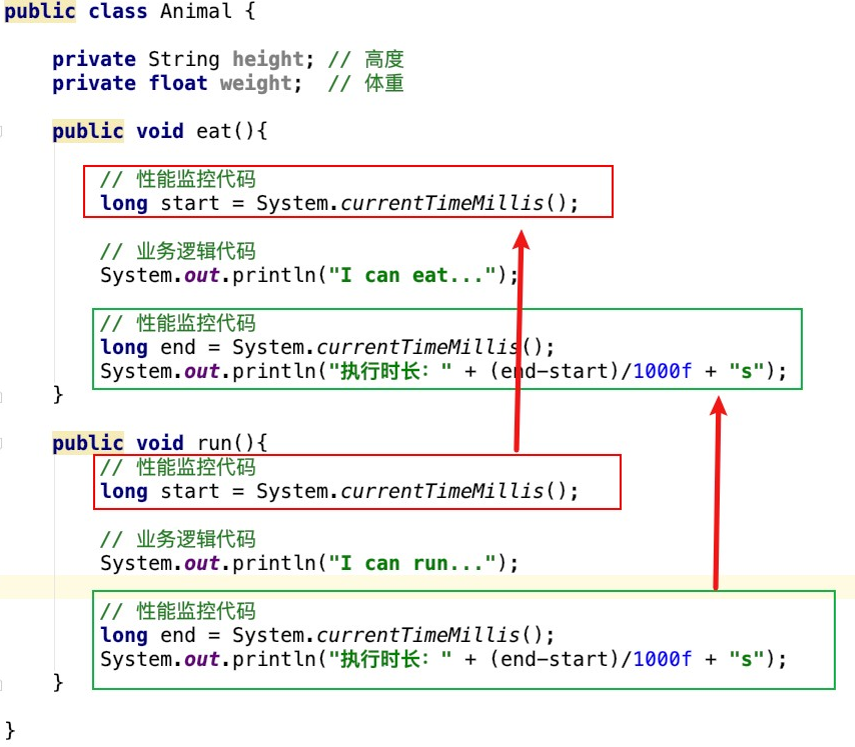 public class Animal {
private String height; // 高度
private float weight;  // 体重
public void eat(){
// 性能监控代码
long start = System.currentTimeMillis();
// 业务逻辑代码
System.out.println("I can eat...");
// 性能监控代码
long end = System.currentTimeMillis();
System.out.println("执行时长：" + (end-start)/1000f + "s");
}
public void run(){
// 性能监控代码
long start = System.currentTimeMillis();
// 业务逻辑代码
System.out.println("I can run...");
// 性能监控代码
long end = System.currentTimeMillis();
System.out.println("执行时长：" + (end-start)/1000f + "s");
}
}